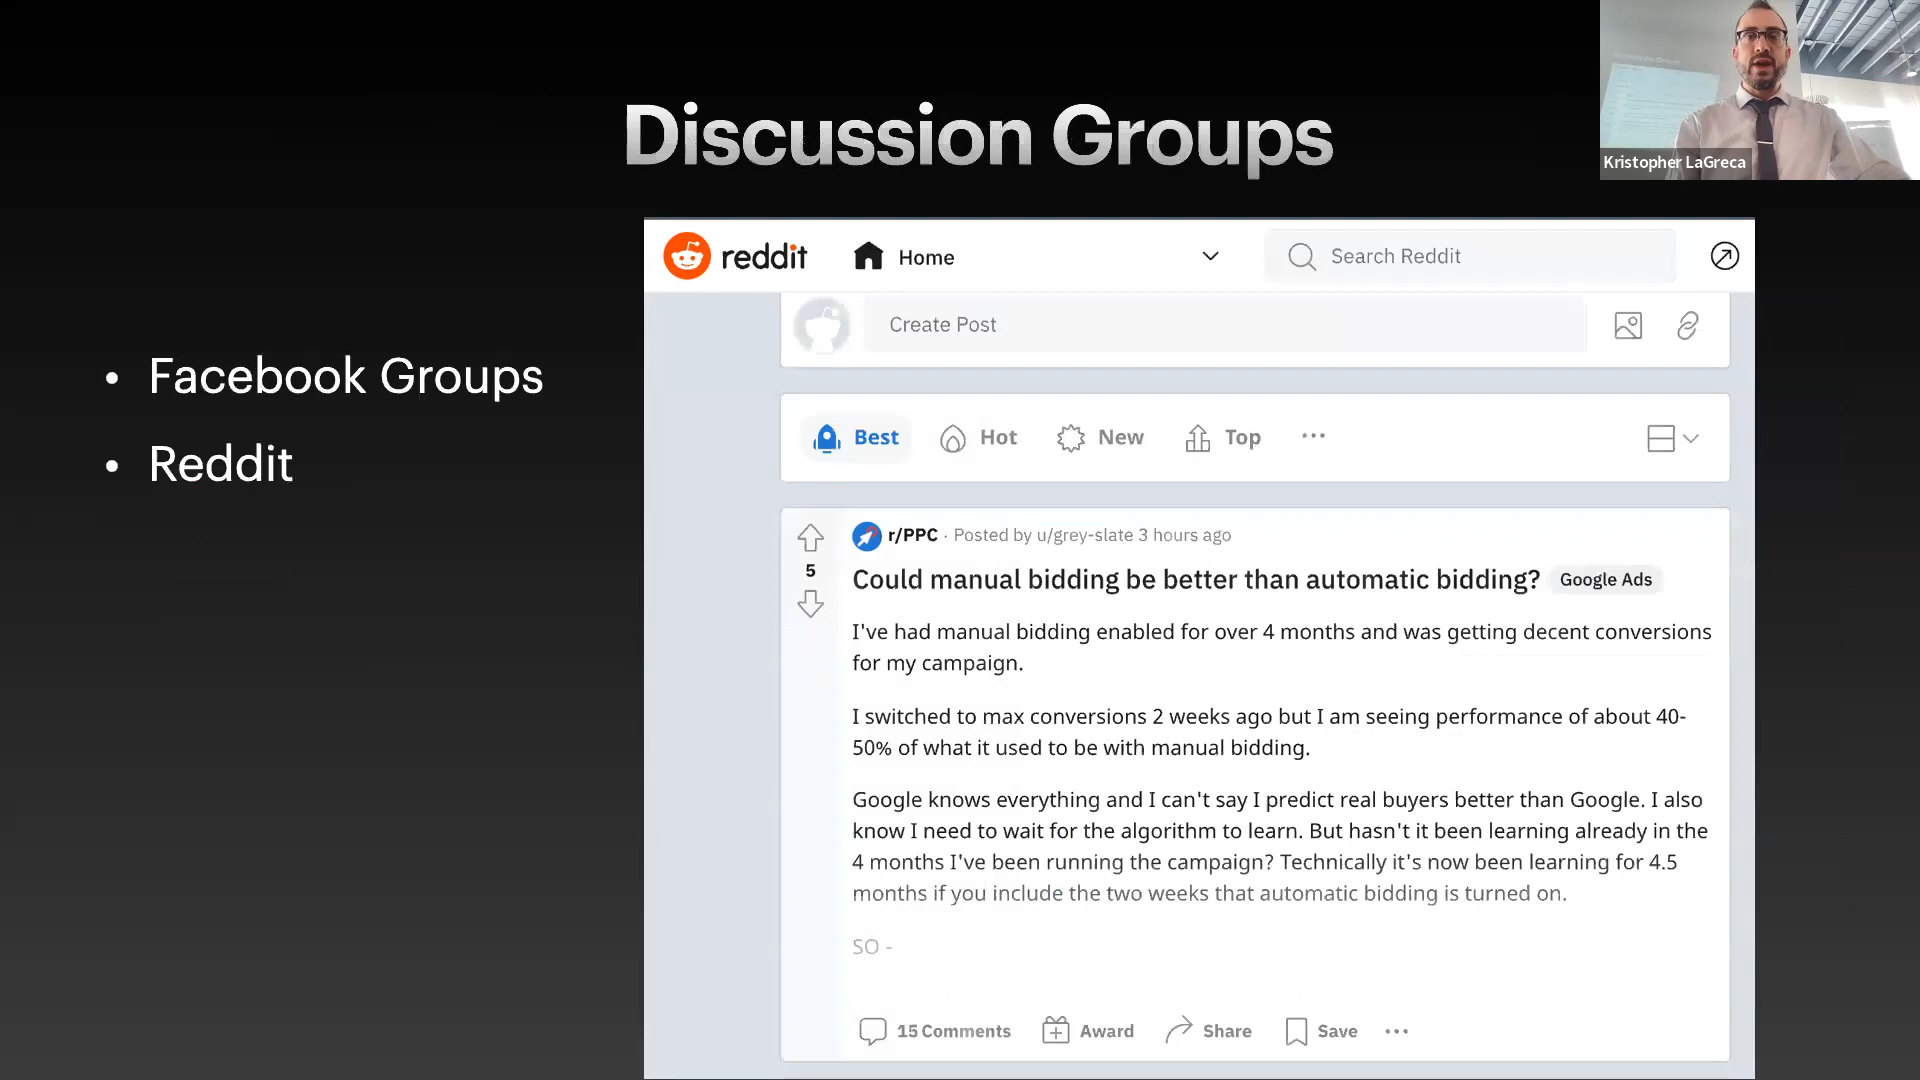 Discussion Groups
Kristopher LaGreca
• Facebook Groups
• Reddit
reddit
Home
Search Reddit
Create Post
Best
Hot
New
Top
r/PPC · Posted by u/grey-slate 3 hours ago
5
Could manual bidding be better than automatic bidding? Google Ads
I've had manual bidding enabled for over 4 months and was getting decent conversions
for my campaign.
I switched to max conversions 2 weeks ago but I am seeing performance of about 40-
50% of what it used to be with manual bidding.
Google knows everything and I can't say I predict real buyers better than Google. I also
know I need to wait for the algorithm to learn. But hasn't it been learning already in the
4 months I've been running the campaign? Technically it's now been learning for 4.5
months if you include the two weeks that automatic bidding is turned on.
SO -
15 Comments
Award
Share
Save